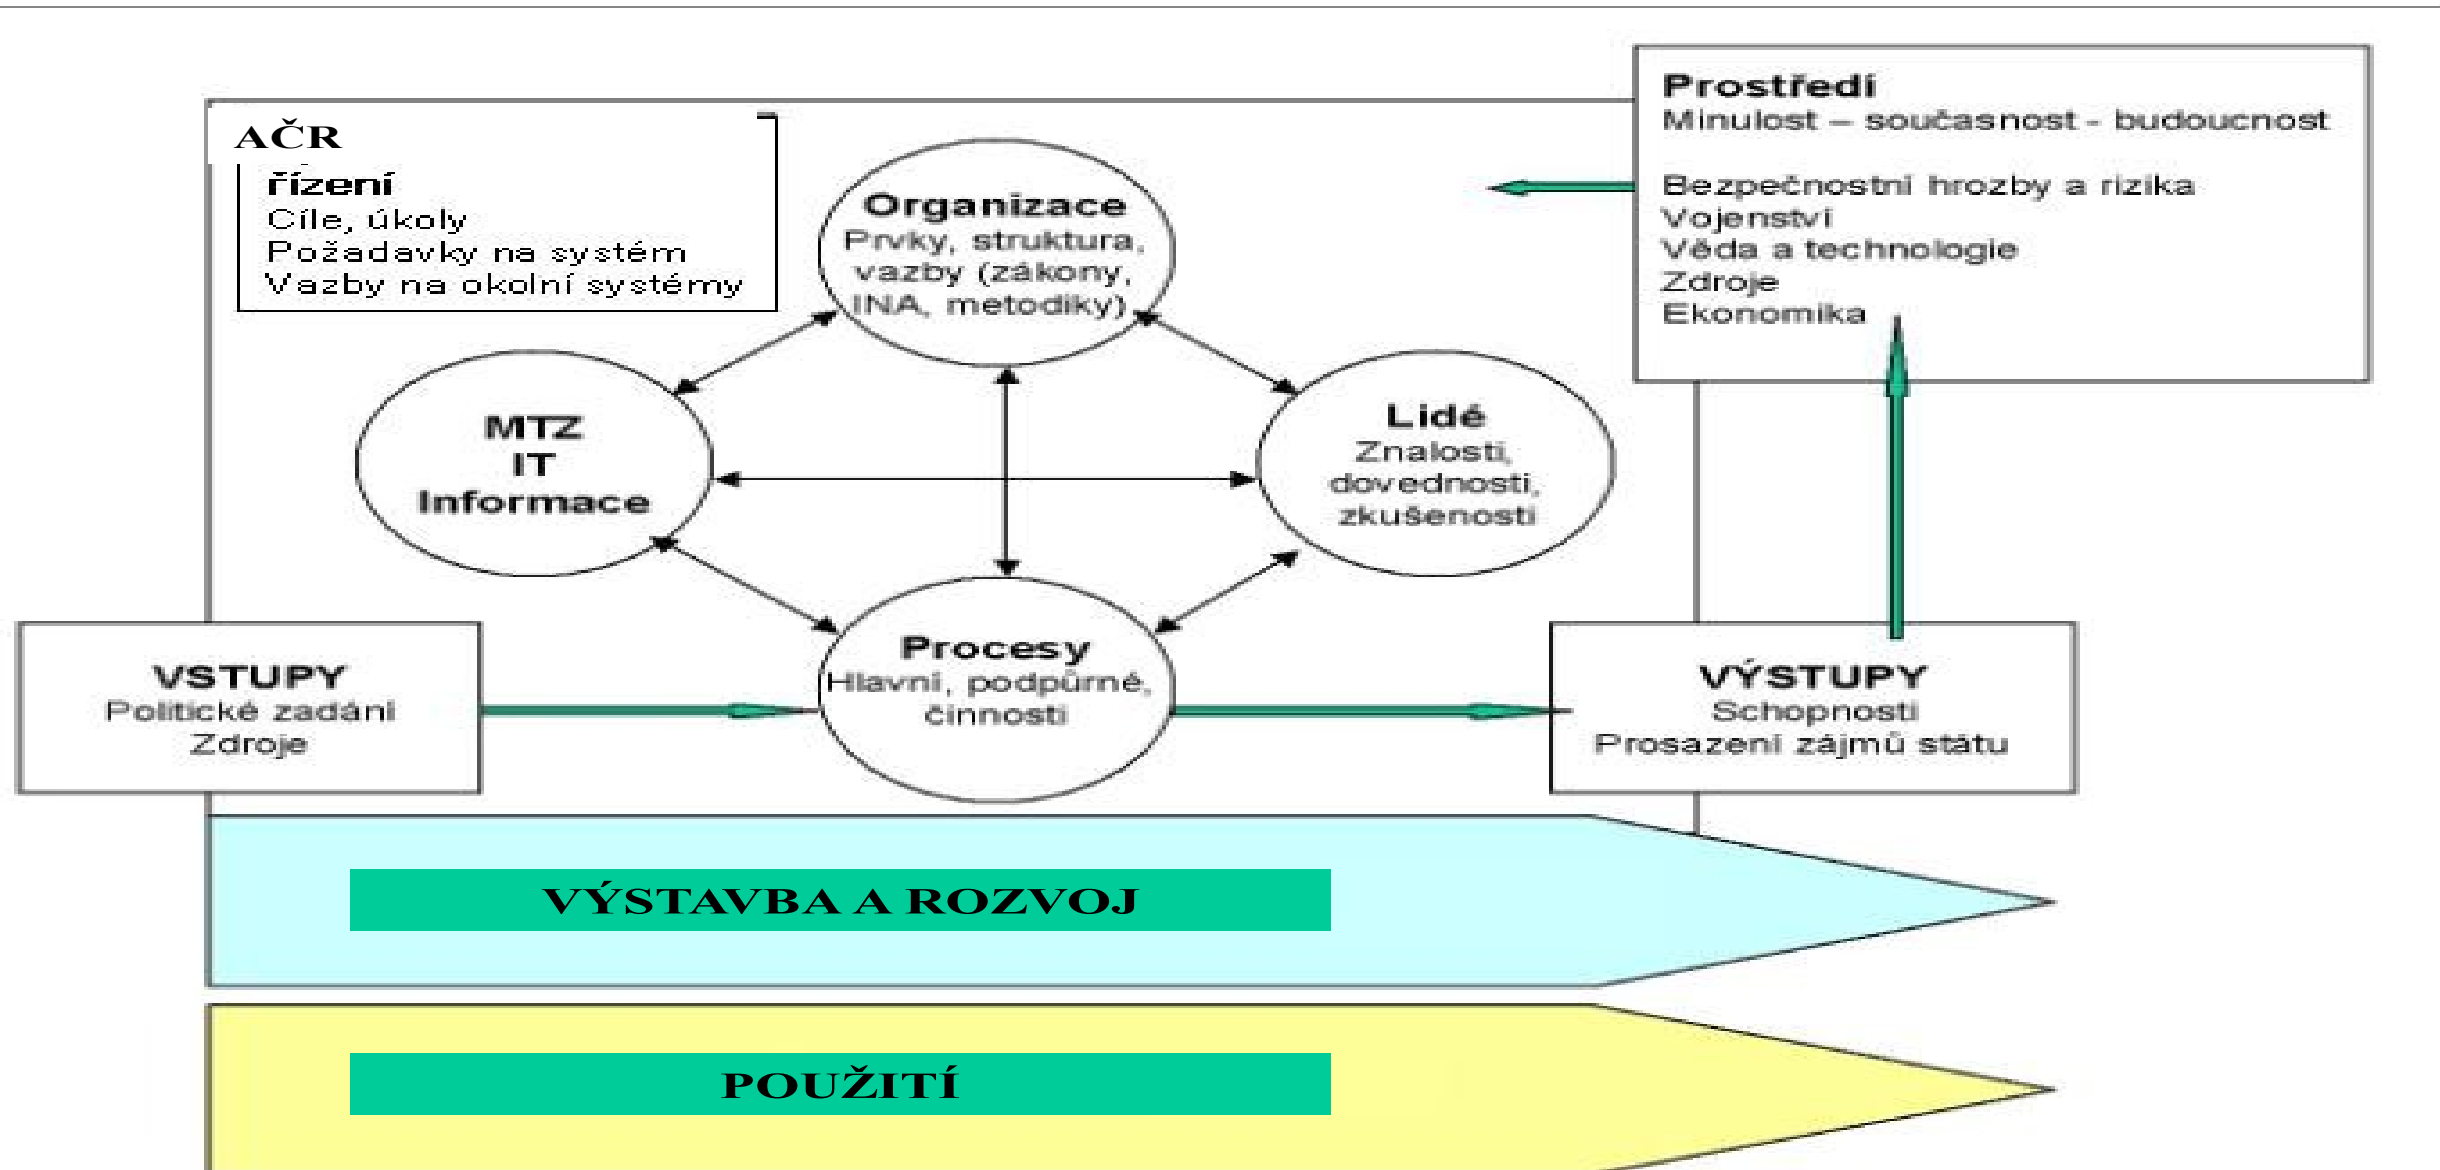 AČR
řízení
Cíle, úkoly
Požadavky na systém
Vazby na okolní systémy
Organizace
Prvky, struktura,
vazby (zákony,
INA, metodiky)
Prostředí
Minulost – současnost - budoucnost
Bezpečnostní hrozby a rizika
Vojenství
Věda a technologie
Zdroje
Ekonomika
MTZ
IT
Informace
Lidé
Znalosti,
dovednosti,
zkušenosti
VSTUPY
Politické zadání
Zdroje
Procesy
Hlavní, podpůrné,
činnosti
VÝSTUPY
Schopnosti
Prosazení zájmů státu
VÝSTAVBA A ROZVOJ
POUŽITÍ